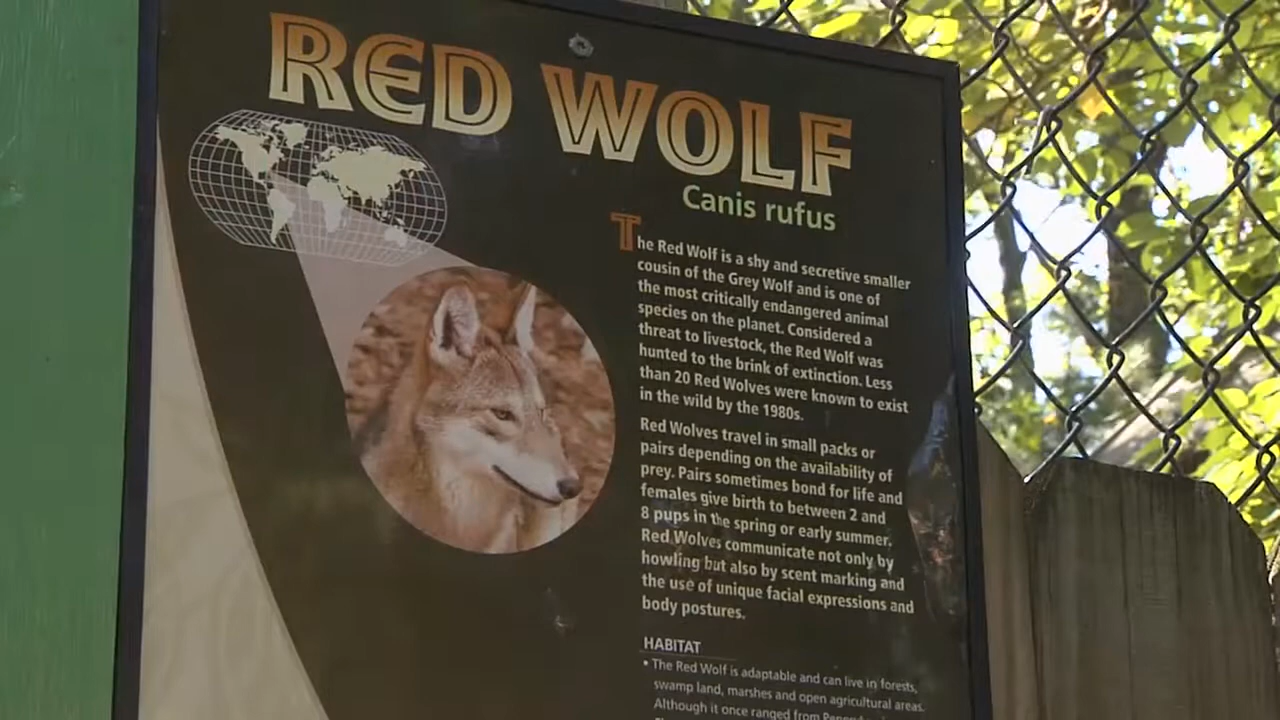 RED WOLF
Canis rufus
The Red Wolf is a shy and secretive smaller
cousin of the Grey Wolf and is one of
the most critically endangered animal
species on the planet. Considered a
threat to livestock, the Red Wolf was
hunted to the brink of extinction. Less
than 20 Red Wolves were known to exist
in the wild by the 1980s.
Red Wolves travel in small packs or
pairs depending on the availability of
prey. Pairs sometimes bond for life and
females give birth to between 2 and
8 pups in the spring or early summer.
Red Wolves communicate not only by
howling but also by scent marking and
the use of unique facial expressions and
body postures.
HABITAT
• The Red Wolf is adaptable and can live in forests,
swamp land, marshes and open agricultural areas.
Although it once ranged from